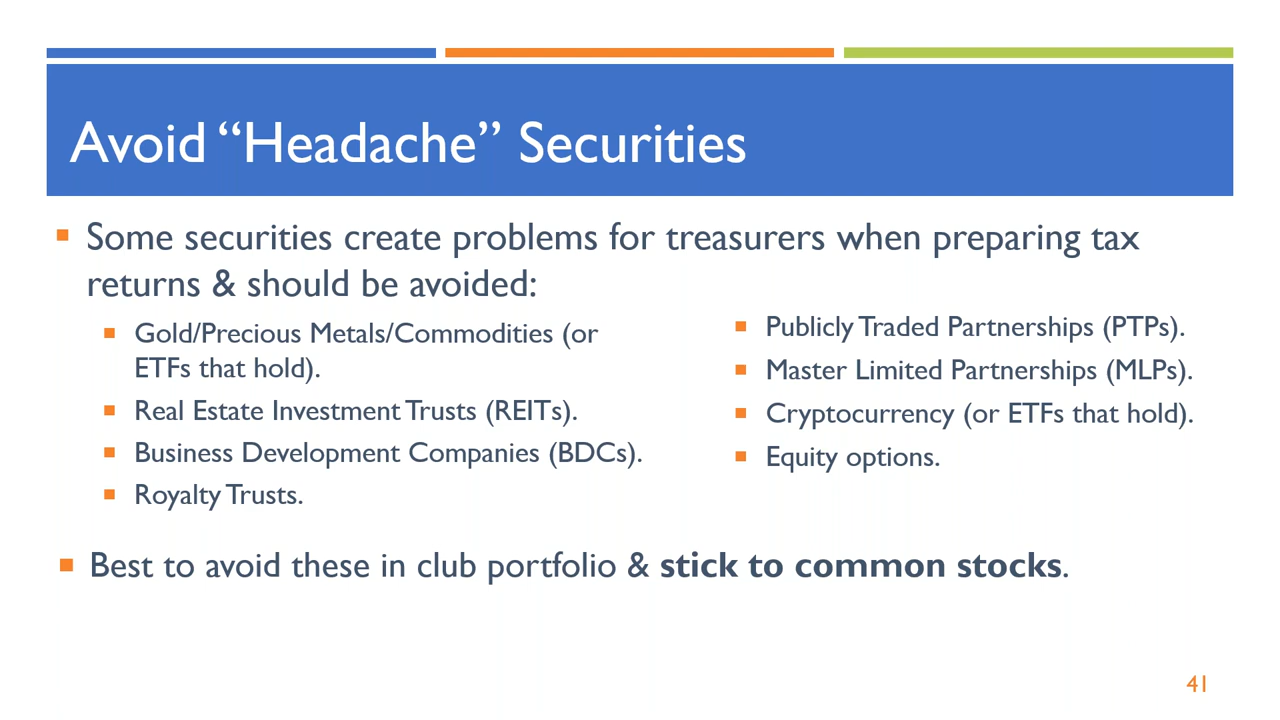 Avoid “Headache” Securities
Some securities create problems for treasurers when preparing tax
returns & should be avoided:
Gold/Precious Metals/Commodities (or
ETFs that hold).
Real Estate Investment Trusts (REITs).
Business Development Companies (BDCs).
Royalty Trusts.
Publicly Traded Partnerships (PTPs).
Master Limited Partnerships (MLPs).
Cryptocurrency (or ETFs that hold).
Equity options.
Best to avoid these in club portfolio & stick to common stocks.
41